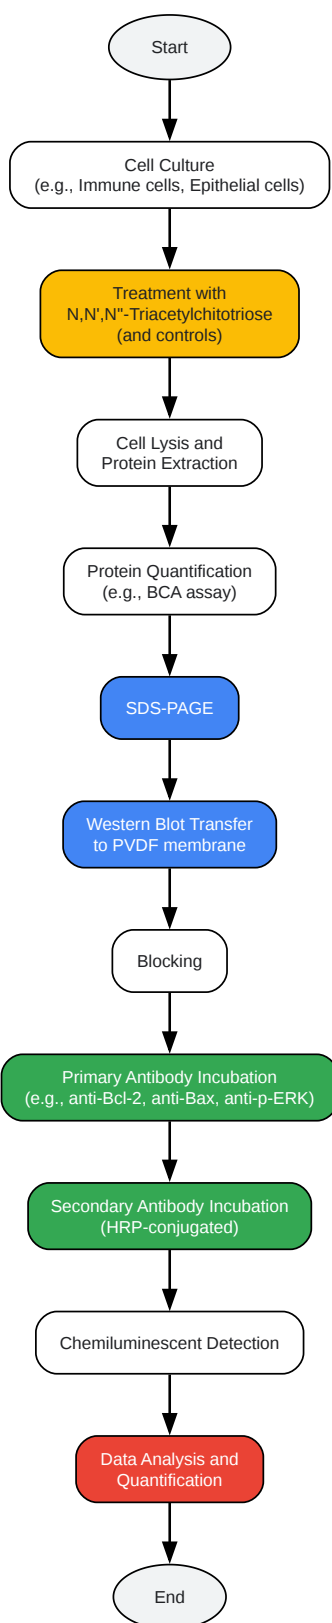 Start
Cell Culture
(e.g., Immune cells, Epithelial cells)
Treatment with
N,N',N''-Triacetylchitotriose
(and controls)
Cell Lysis and
Protein Extraction
Protein Quantification
(e.g., BCA assay)
SDS-PAGE
Western Blot Transfer
to PVDF membrane
Blocking
Primary Antibody Incubation
(e.g., anti-Bcl-2, anti-Bax, anti-p-ERK)
Secondary Antibody Incubation
(HRP-conjugated)
Chemiluminescent Detection
Data Analysis and
Quantification
End